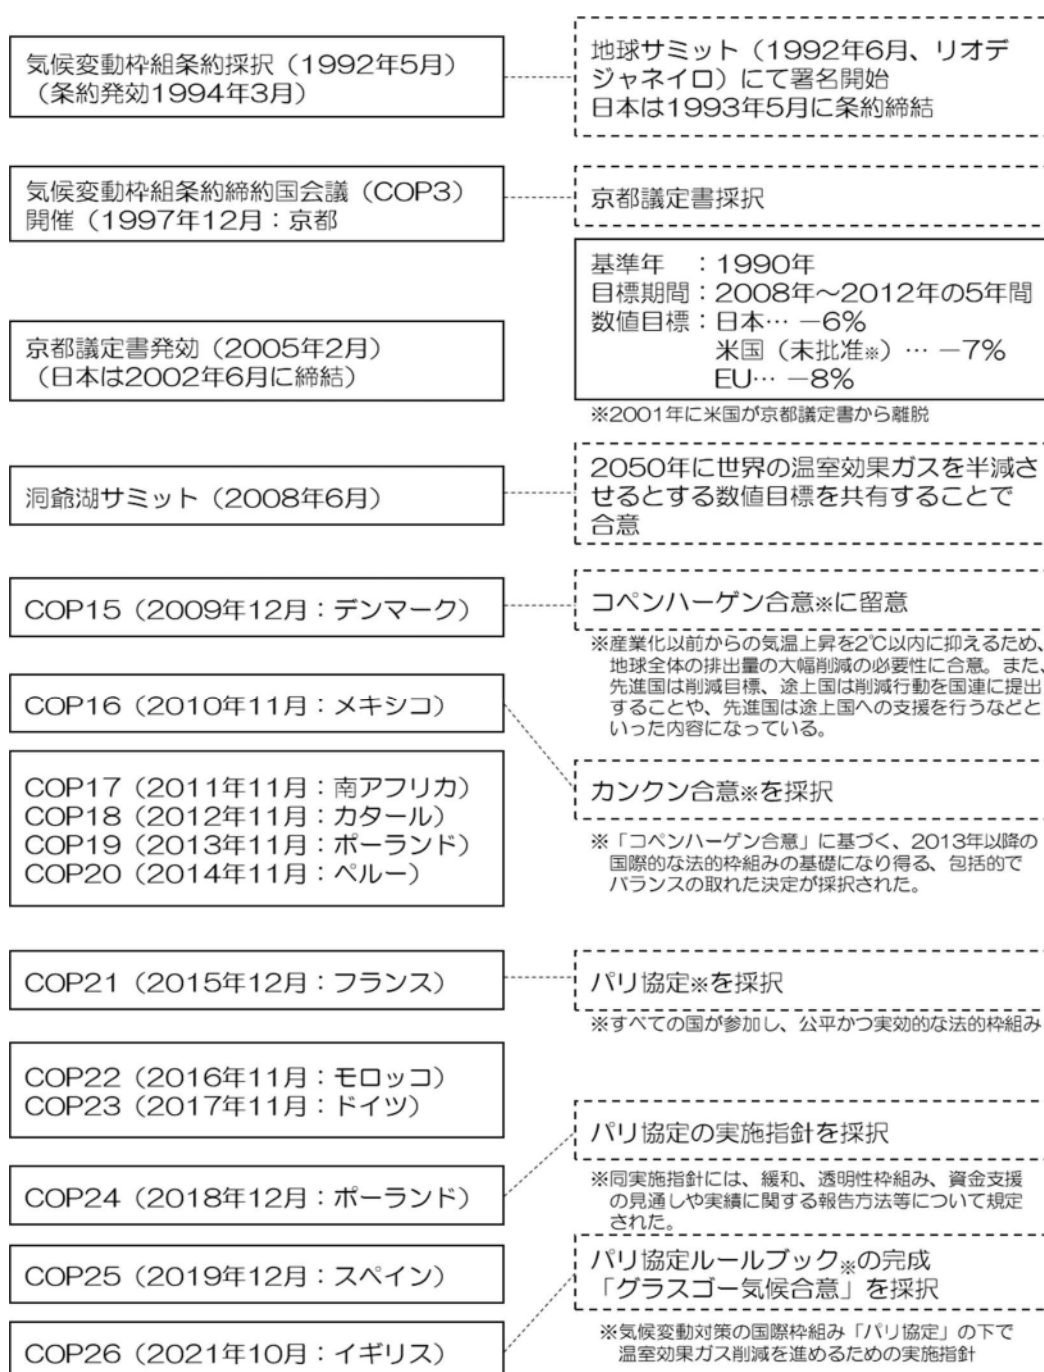 気候変動枠組条約採択（1992年5月）
（条約発効1994年3月）
地球サミット（1992年6月、リオデ
ジャネイロ）にて署名開始
日本は1993年5月に条約締結
気候変動枠組条約締約国会議（COP3）
開催（1997年12月：京都
京都議定書採択
基準年　：1990年
目標期間：2008年～2012年の5年間
数値目標：日本… －6%
米国（未批准※）… －7%
EU… －8%
※2001年に米国が京都議定書から離脱
京都議定書発効（2005年2月）
（日本は2002年6月に締結）
洞爺湖サミット（2008年6月）
2050年に世界の温室効果ガスを半減さ
せるとする数値目標を共有することで
合意
COP15（2009年12月：デンマーク）
コペンハーゲン合意※に留意
※産業化以前からの気温上昇を2℃以内に抑えるため、
地球全体の排出量の大幅削減の必要性に合意。また、
先進国は削減目標、途上国は削減行動を国連に提出
することや、先進国は途上国への支援を行うなどと
いった内容になっている。
COP16（2010年11月：メキシコ）
カンクン合意※を採択
※「コペンハーゲン合意」に基づく、2013年以降の
国際的な法的枠組みの基礎になり得る、包括的で
バランスの取れた決定が採択された。
COP17（2011年11月：南アフリカ）
COP18（2012年11月：カタール）
COP19（2013年11月：ポーランド）
COP20（2014年11月：ペルー）
COP21（2015年12月：フランス）
パリ協定※を採択
※すべての国が参加し、公平かつ実効的な法的枠組み
COP22（2016年11月：モロッコ）
COP23（2017年11月：ドイツ）
COP24（2018年12月：ポーランド）
パリ協定の実施指針を採択
※同実施指針には、緩和、透明性枠組み、資金支援
の見通しや実績に関する報告方法等について規定
された。
COP25（2019年12月：スペイン）
COP26（2021年10月：イギリス）
パリ協定ルールブック※の完成
「グラスゴー気候合意」を採択
※気候変動対策の国際枠組み「パリ協定」の下で
温室効果ガス削減を進めるための実施指針